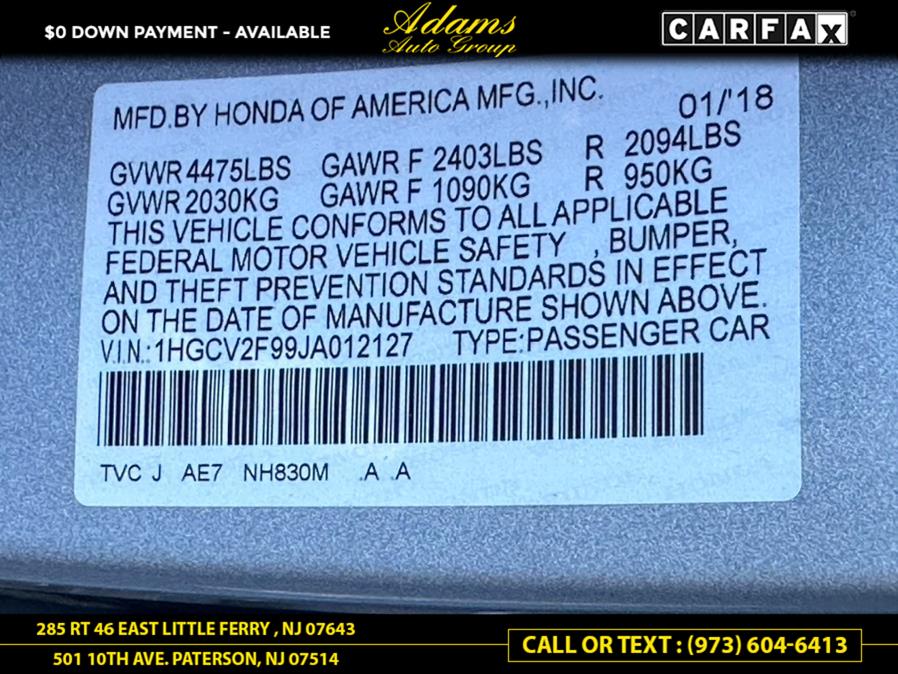 $0 DOWN PAYMENT - AVAILABLE
Adams
Auto Group
CARFAX
MFD.BY HONDA OF AMERICA MFG.,INC.
01/'18
GVWR 4475LBS GAWR F 2403LBS R 2094LBS
GVWR 2030KG GAWR F 1090KG R 950KG
THIS VEHICLE CONFORMS TO ALL APPLICABLE
FEDERAL MOTOR VEHICLE SAFETY , BUMPER,
AND THEFT PREVENTION STANDARDS IN EFFECT
ON THE DATE OF MANUFACTURE SHOWN ABOVE.
V.I.N.:1HGCV2F99JA012127 TYPE:PASSENGER CAR
TVC J AE7 NH830M .A .A
285 RT 46 EAST LITTLE FERRY , NJ 07643
501 10TH AVE. PATERSON, NJ 07514
CALL OR TEXT : (973) 604-6413